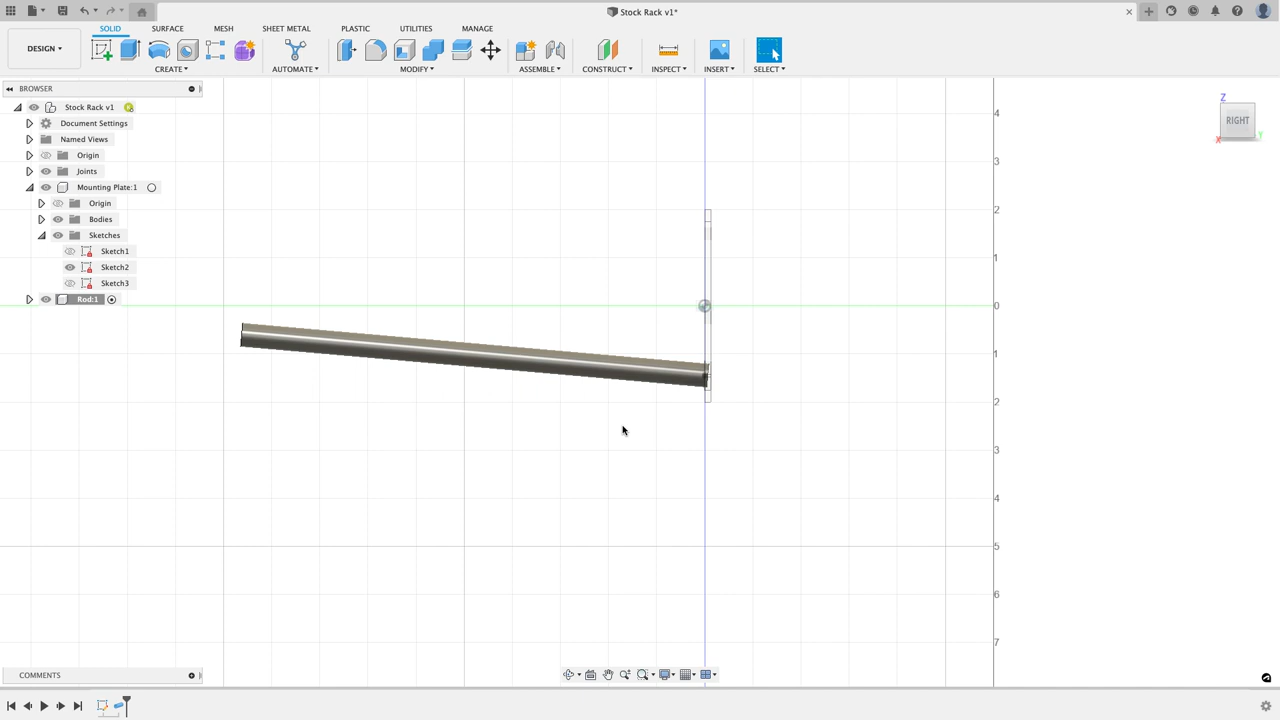 Stock Rack v1*
DESIGN
SOLID SURFACE MESH SHEET METAL PLASTIC UTILITIES MANAGE
CREATE AUTOMATE MODIFY ASSEMBLE CONSTRUCT INSPECT INSERT SELECT
BROWSER
Stock Rack v1
Document Settings
Named Views
Origin
Joints
Mounting Plate:1
Origin
Bodies
Sketches
Sketch1
Sketch2
Sketch3
Rod:1
4
3
2
1
0
1
2
3
4
5
6
7
Z
RIGHT
X
Y
COMMENTS